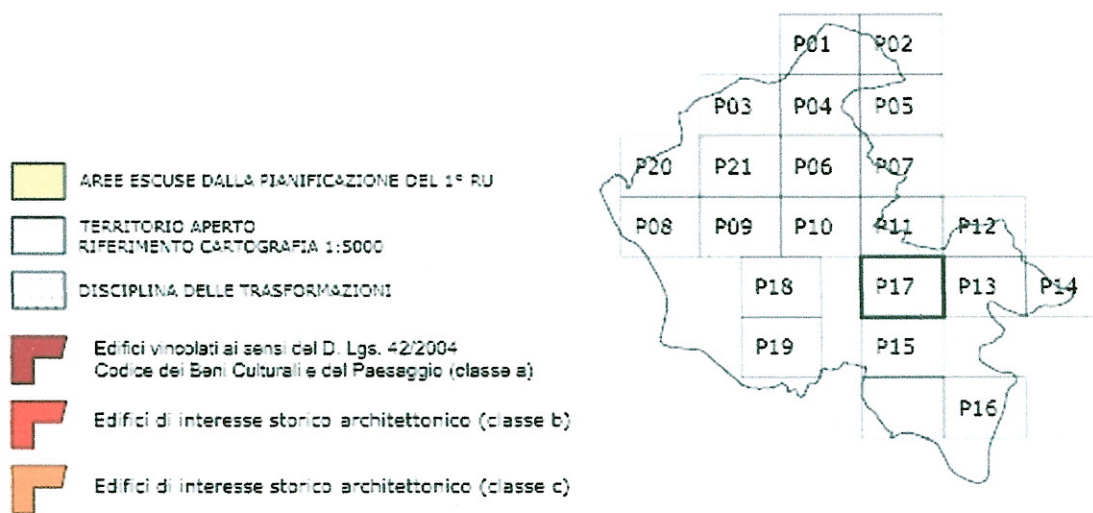 AREE ESCUSE DALLA PIANIFICAZIONE DEL 1° RU
TERRITORIO APERTO
RIFERIMENTO CARTOGRAFIA 1:5000
DISCIPLINA DELLE TRASFORMAZIONI
Edifici vincolati ai sensi del D. Lgs. 42/2004
Codice dei Beni Culturali e del Paesaggio (classe a)
Edifici di interesse storico architettonico (classe b)
Edifici di interesse storico architettonico (classe c)
P01 P02
P03 P04 P05
P20 P21 P06 P07
P08 P09 P10 P11 P12
P18 P17 P13 P14
P19 P15
P16